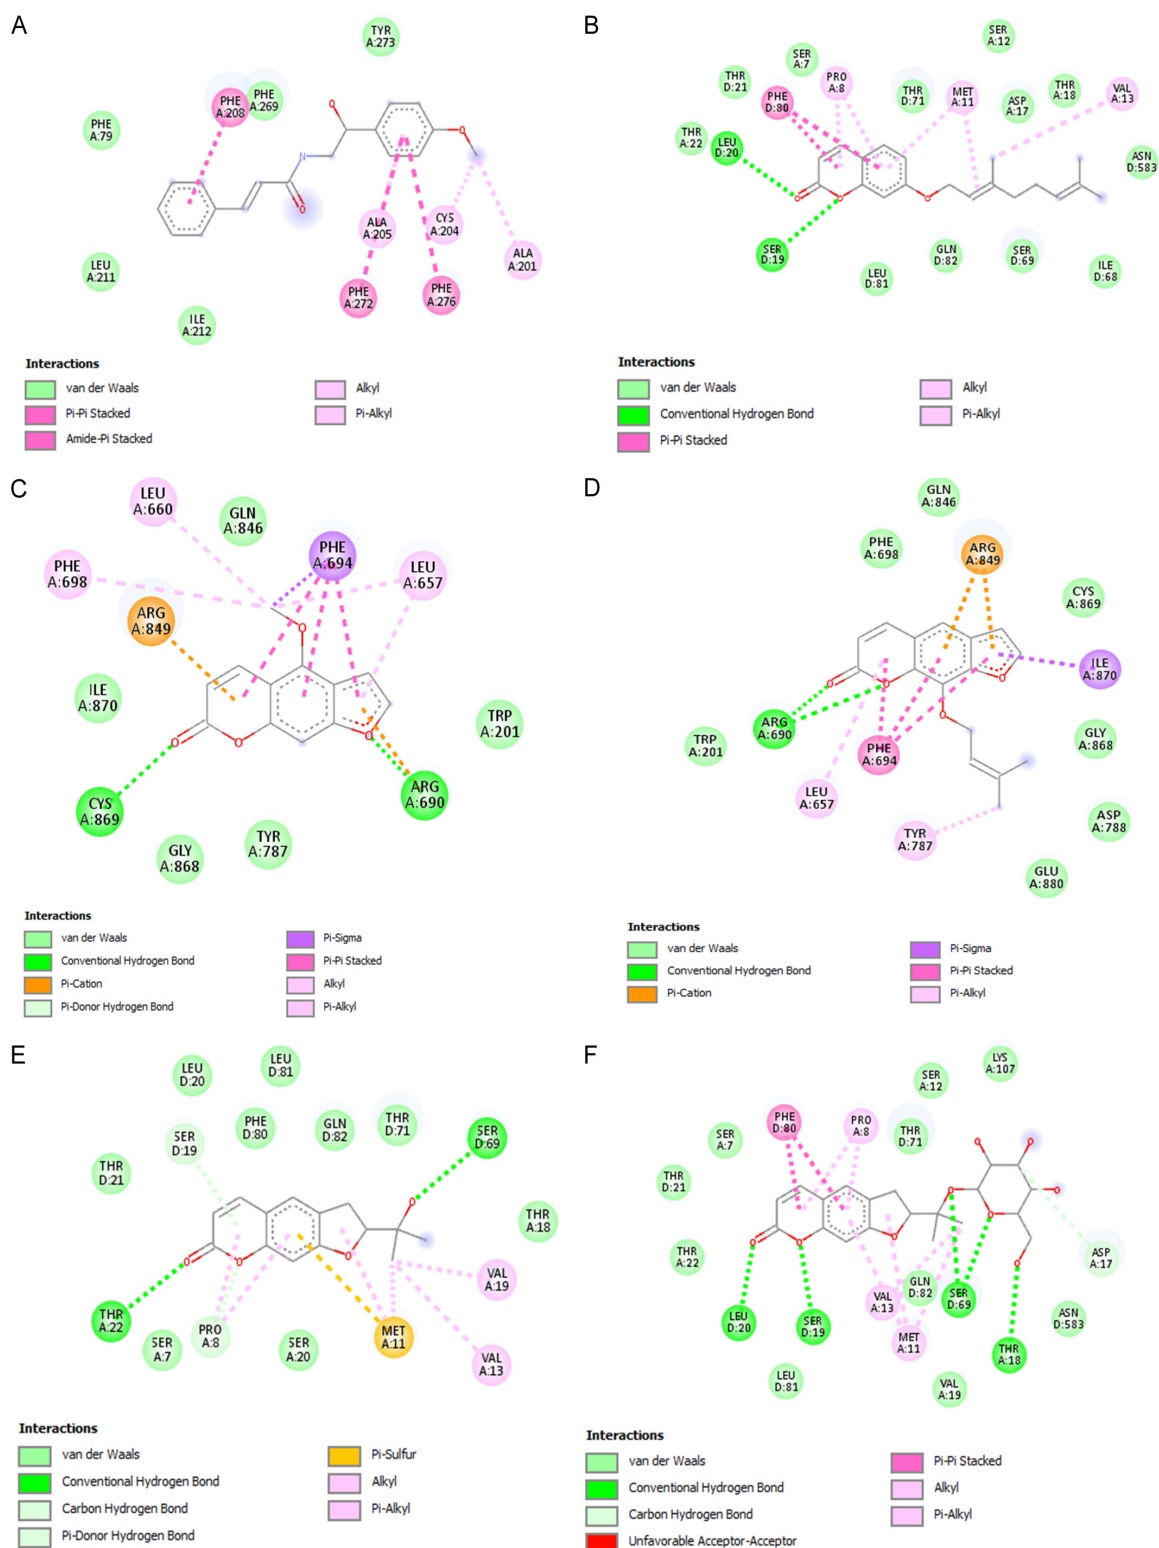 A
TYR
A:273
PHE
A:208
PHE
A:269
PHE
A:79
N
H
O
ALA
A:205
CYS
A:204
ALA
A:201
LEU
A:211
PHE
A:272
PHE
A:276
ILE
A:212
Interactions
van der Waals
Pi-Pi Stacked
Amide-Pi Stacked
Alkyl
Pi-Alkyl
B
SER
A:12
SER
A:7
THR
D:21
PRO
A:8
PHE
D:80
THR
D:71
MET
A:11
ASP
A:17
THR
A:18
VAL
A:13
THR
A:22
LEU
D:20
ASN
D:583
SER
D:19
LEU
D:81
GLN
D:82
SER
D:69
ILE
D:68
Interactions
van der Waals
Conventional Hydrogen Bond
Pi-Pi Stacked
Alkyl
Pi-Alkyl
C
LEU
A:660
GLN
A:846
PHE
A:694
PHE
A:698
LEU
A:657
ARG
A:849
ILE
A:870
TRP
A:201
CYS
A:869
ARG
A:690
GLY
A:868
TYR
A:787
Interactions
van der Waals
Conventional Hydrogen Bond
Pi-Cation
Pi-Donor Hydrogen Bond
Pi-Sigma
Pi-Pi Stacked
Alkyl
Pi-Alkyl
D
GLN
A:846
PHE
A:698
ARG
A:849
CYS
A:869
ILE
A:870
ARG
A:690
TRP
A:201
PHE
A:694
GLY
A:868
LEU
A:657
TYR
A:787
ASP
A:788
GLU
A:880
Interactions
van der Waals
Conventional Hydrogen Bond
Pi-Cation
Pi-Sigma
Pi-Pi Stacked
Pi-Alkyl
E
LEU
D:20
LEU
D:81
SER
D:19
PHE
D:80
GLN
D:82
THR
D:71
SER
D:69
THR
D:21
THR
A:18
VAL
A:19
THR
A:22
SER
A:7
PRO
A:8
SER
A:20
MET
A:11
VAL
A:13
Interactions
van der Waals
Conventional Hydrogen Bond
Carbon Hydrogen Bond
Pi-Donor Hydrogen Bond
Pi-Sulfur
Alkyl
Pi-Alkyl
F
LYS
A:107
SER
A:12
PHE
D:80
PRO
A:8
THR
D:71
SER
A:7
THR
D:21
THR
A:22
ASP
A:17
GLN
D:82
VAL
A:13
SER
D:69
LEU
D:20
SER
D:19
MET
A:11
ASN
D:583
THR
A:18
LEU
D:81
VAL
A:19
Interactions
van der Waals
Conventional Hydrogen Bond
Carbon Hydrogen Bond
Unfavorable Acceptor-Acceptor
Pi-Pi Stacked
Alkyl
Pi-Alkyl